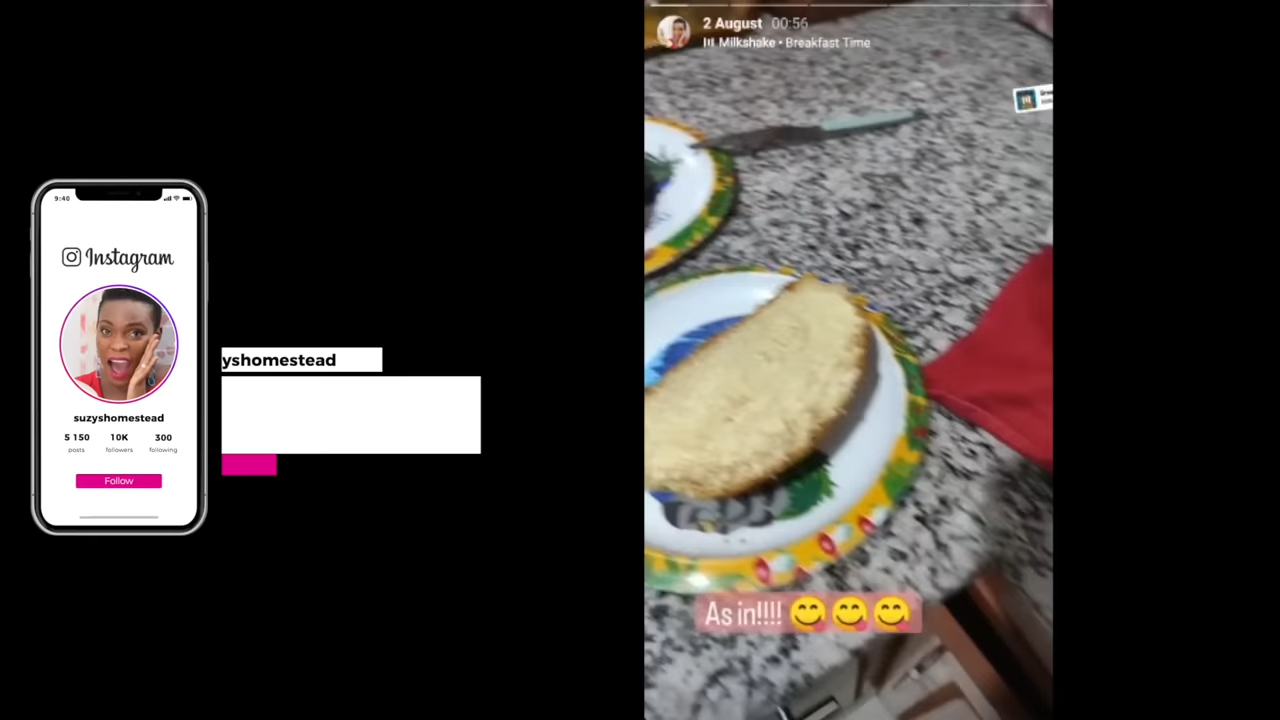 9:40
Instagram
suzyshomestead
5 150 10K 300
posts followers following
Follow
yshomestead
2 August 00:56
Milkshake • Breakfast Time
As in!!!! 😋😋😋